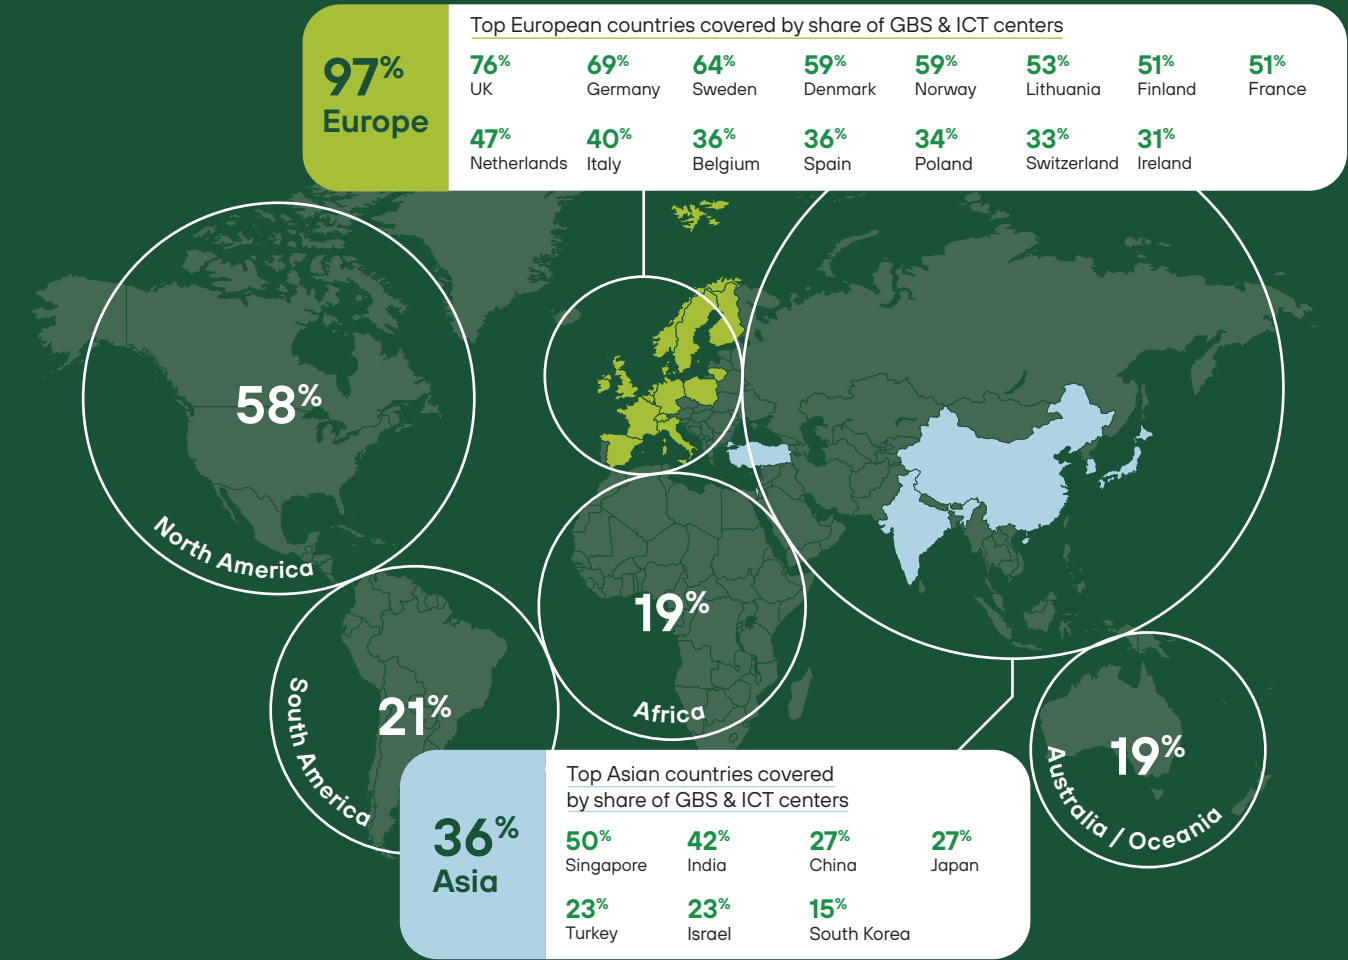 Top European countries covered by share of GBS & ICT centers
97%
Europe
76% 69% 64% 59% 59% 53% 51% 51%
UK Germany Sweden Denmark Norway Lithuania Finland France
47% 40% 36% 36% 34% 33% 31%
Netherlands Italy Belgium Spain Poland Switzerland Ireland
58%
North America
19%
Africa
21%
South America
19%
Australia / Oceania
36%
Asia
Top Asian countries covered
by share of GBS & ICT centers
50% 42% 27% 27%
Singapore India China Japan
23% 23% 15%
Turkey Israel South Korea